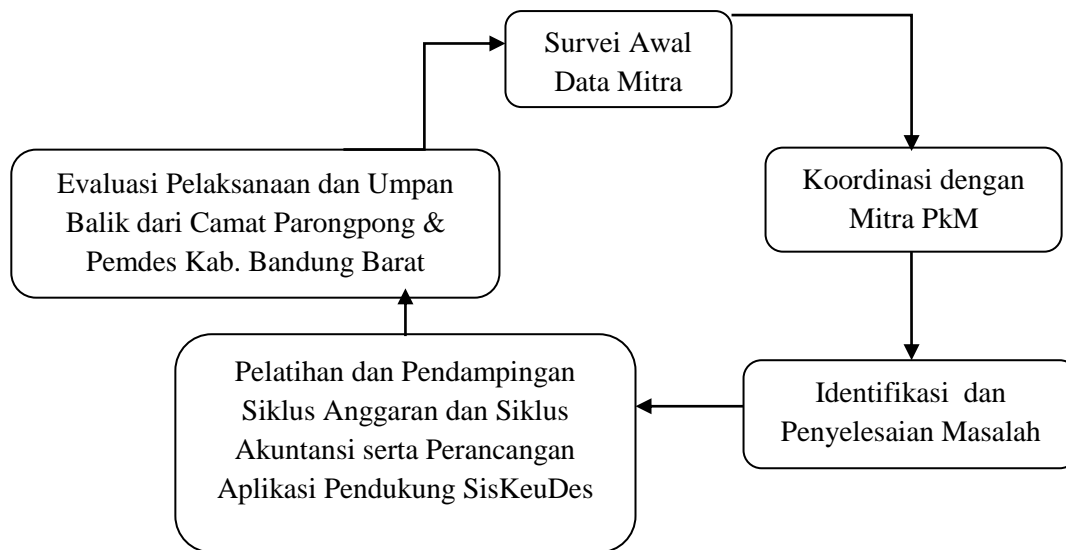 Survei Awal
Data Mitra
Koordinasi dengan
Mitra PkM
Identifikasi dan
Penyelesaian Masalah
Pelatihan dan Pendampingan
Siklus Anggaran dan Siklus
Akuntansi serta Perancangan
Aplikasi Pendukung SisKeuDes
Evaluasi Pelaksanaan dan Umpan
Balik dari Camat Parongpong &
Pemdes Kab. Bandung Barat